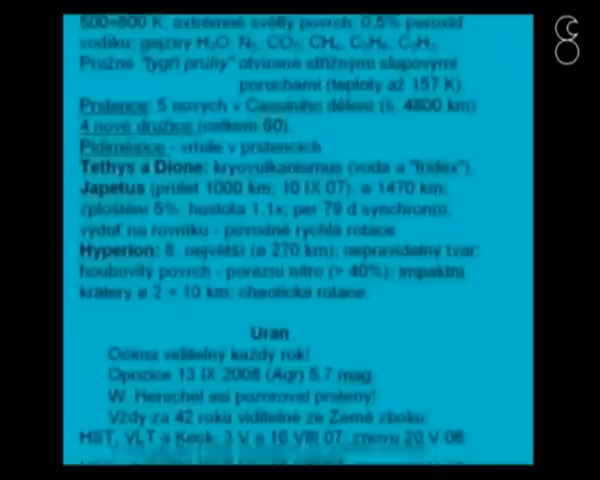 500÷800 K, extrémně světlý povrch: 0,5% peroxid
vodíku; gejzíry H₂O, N₂, CO₂, CH₄, C₃H₈, C₂H₂
Pružné "tygří pruhy" otvírané střižnými slapovými
poruchami (teploty až 157 K)
Prstence: 5 nových v Cassiniho dělení (š. 4800 km)
4 nové družice (celkem 60)
- vrtule v prstencích
Tethys a Dione: kryovulkanismus (voda a "fridex")
Japetus (průlet 1000 km, 10 IX 07): ø 1470 km;
zploštění 5%; hustota 1,1x; per 79 d synchronní;
výduť na rovníku - původně rychlá rotace
Hyperion: 8. největší (ø 270 km); nepravidelný tvar;
houbovitý povrch - porézní nitro (> 40%); impaktní
krátery ø 2 ÷ 10 km; chaotická rotace
Uran
Očima viditelný každý rok!
Opozice 13 IX 2008 (Aqr) 5,7 mag
W. Herschel asi pozoroval prsteny!
Vždy za 42 roků viditelné ze Země zboku:
HST, VLT a Keck: 3 V a 16 VIII 07, znovu 20 V 08